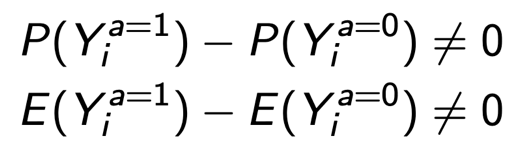 P(Y_i^{a=1}) − P(Y_i^{a=0}) ≠ 0
E(Y_i^{a=1}) − E(Y_i^{a=0}) ≠ 0